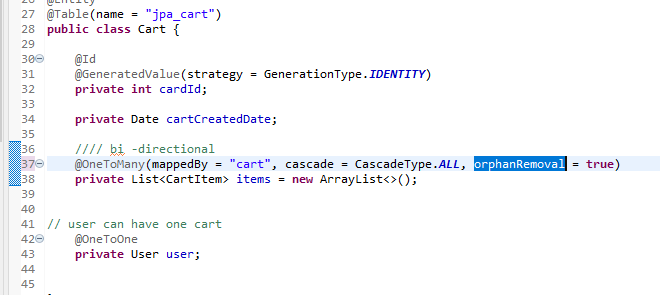 26 @Entity
27 @Table(name = "jpa_cart")
28 public class Cart {
29
30 @Id
31 @GeneratedValue(strategy = GenerationType.IDENTITY)
32 private int cardId;
33
34 private Date cartCreatedDate;
35
36 //// bi -directional
37 @OneToMany(mappedBy = "cart", cascade = CascadeType.ALL, orphanRemoval = true)
38 private List<CartItem> items = new ArrayList<>();
39
40
41 // user can have one cart
42 @OneToOne
43 private User user;
44
45